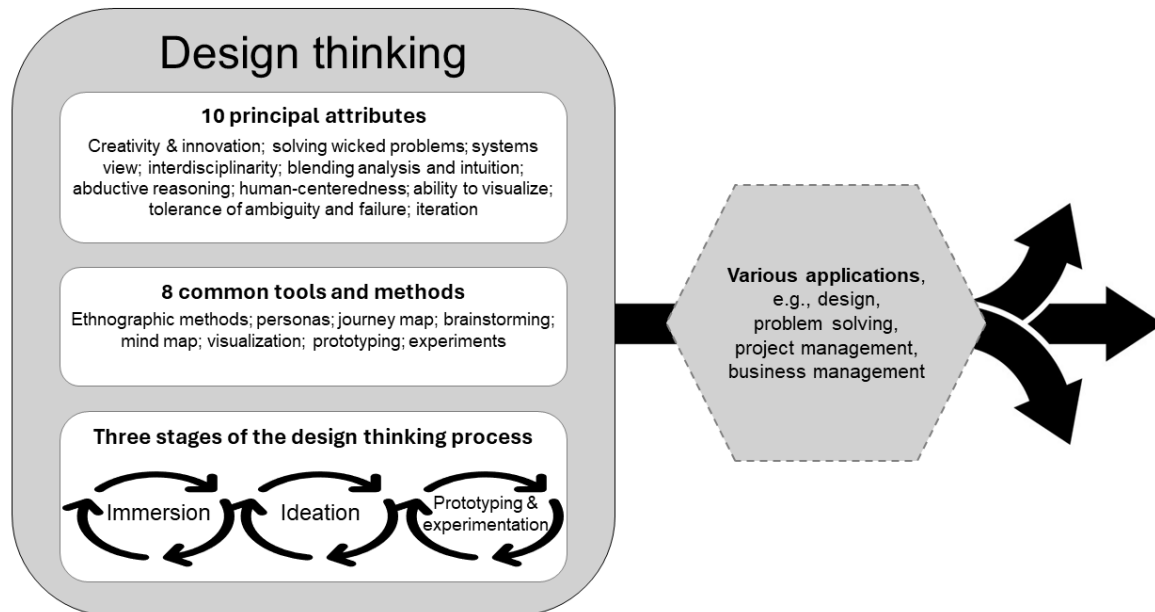 Design thinking
10 principal attributes
Creativity & innovation; solving wicked problems; systems
view; interdisciplinarity; blending analysis and intuition;
abductive reasoning; human-centeredness; ability to visualize;
tolerance of ambiguity and failure; iteration
8 common tools and methods
Ethnographic methods; personas; journey map; brainstorming;
mind map; visualization; prototyping; experiments
Three stages of the design thinking process
Immersion
Ideation
Prototyping &
experimentation
Various applications,
e.g., design,
problem solving,
project management,
business management